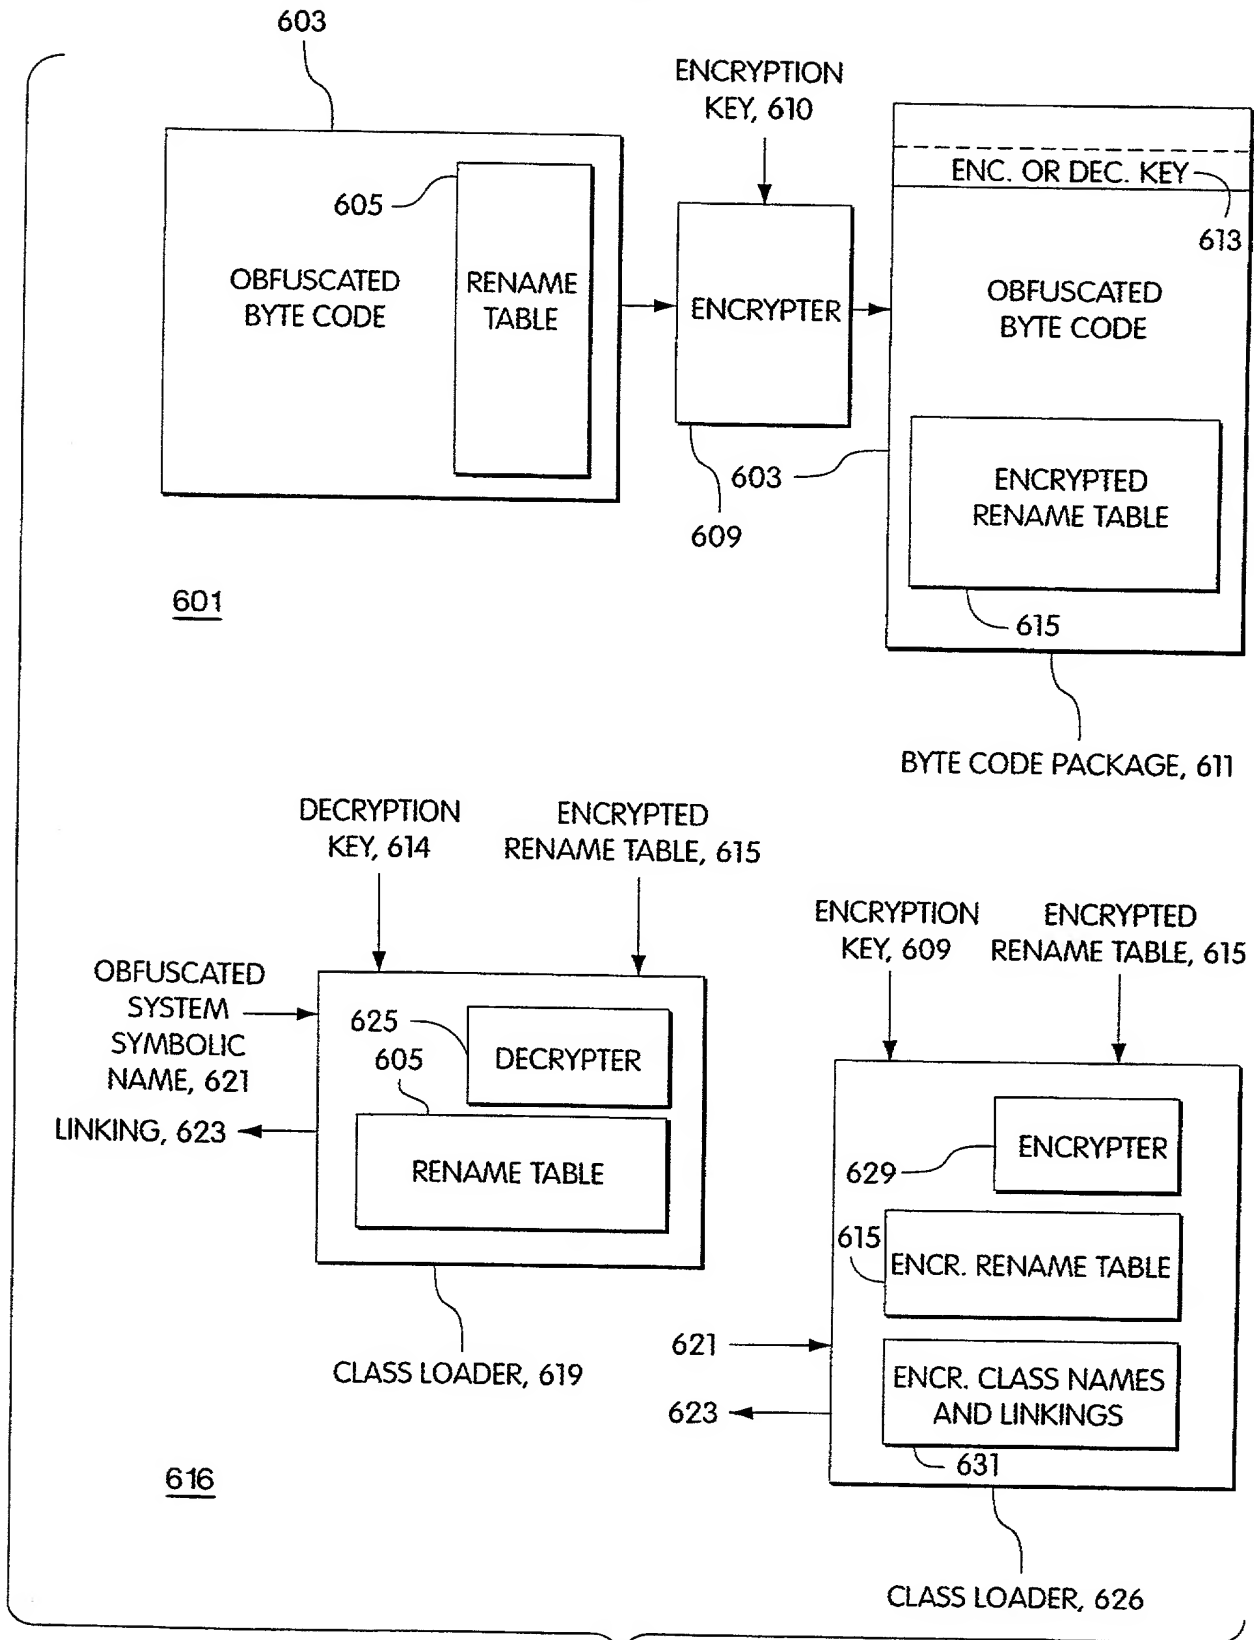 603
ENCRYPTION
KEY, 610
ENC. OR DEC. KEY
613
605
OBFUSCATED
BYTE CODE
RENAME
TABLE
ENCRYPTER
OBFUSCATED
BYTE CODE
603
609
ENCRYPTED
RENAME TABLE
615
601
BYTE CODE PACKAGE, 611
DECRYPTION
KEY, 614
ENCRYPTED
RENAME TABLE, 615
ENCRYPTION
KEY, 609
ENCRYPTED
RENAME TABLE, 615
OBFUSCATED
SYSTEM
SYMBOLIC
NAME, 621
LINKING, 623
625
DECRYPTER
605
RENAME TABLE
CLASS LOADER, 619
ENCRYPTER
629
615
ENCR. RENAME TABLE
621
623
ENCR. CLASS NAMES
AND LINKINGS
631
616
CLASS LOADER, 626